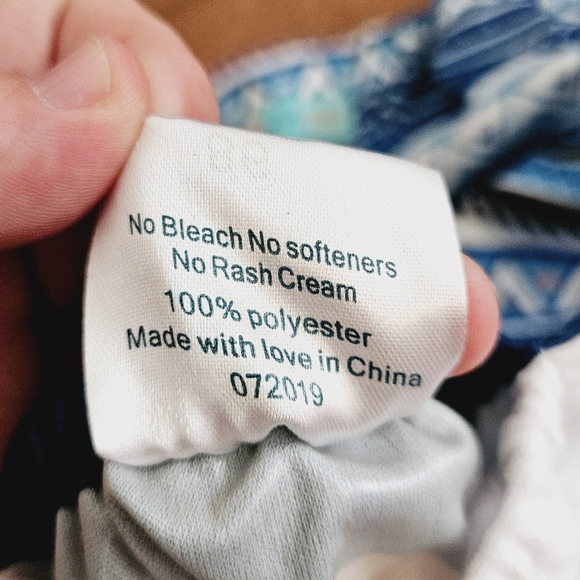 No Bleach No softeners
No Rash Cream
100% polyester
Made with love in China
072019